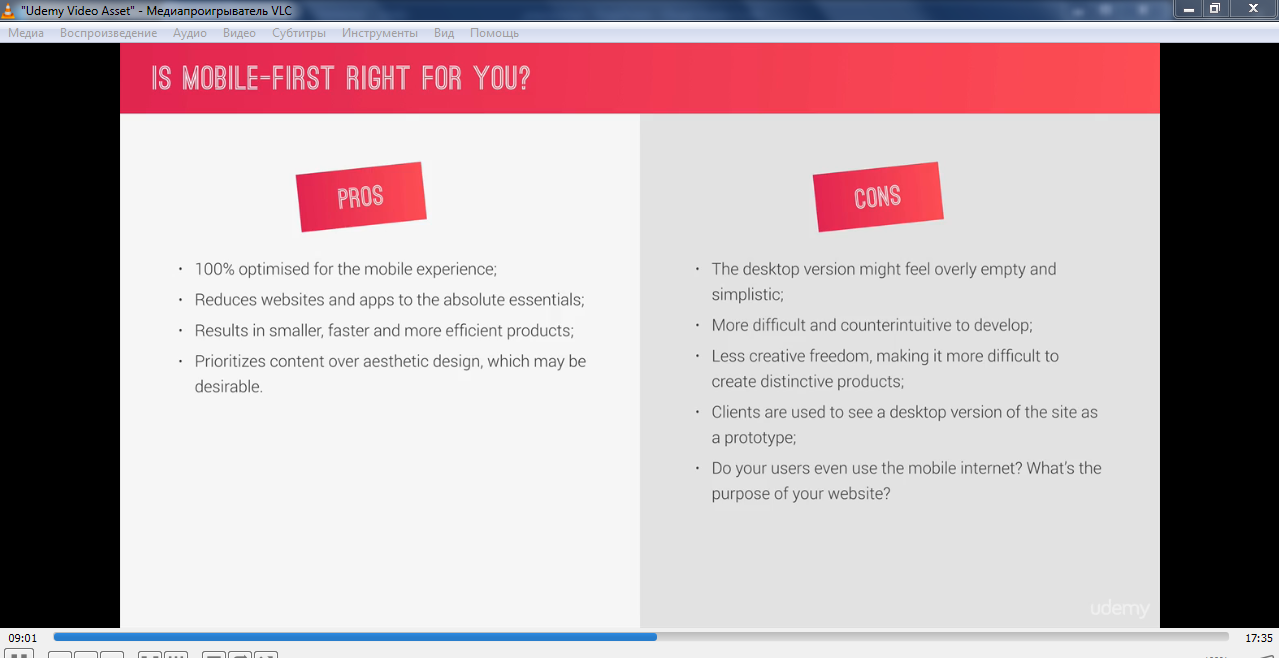 "Udemy Video Asset" - Медиапроигрыватель VLC
Медиа Воспроизведение Аудио Видео Субтитры Инструменты Вид Помощь
IS MOBILE-FIRST RIGHT FOR YOU?
PROS
• 100% optimised for the mobile experience;
• Reduces websites and apps to the absolute essentials;
• Results in smaller, faster and more efficient products;
• Prioritizes content over aesthetic design, which may be
desirable.
CONS
• The desktop version might feel overly empty and
simplistic;
• More difficult and counterintuitive to develop;
• Less creative freedom, making it more difficult to
create distinctive products;
• Clients are used to see a desktop version of the site as
a prototype;
• Do your users even use the mobile internet? What's the
purpose of your website?
udemy
09:01 17:35